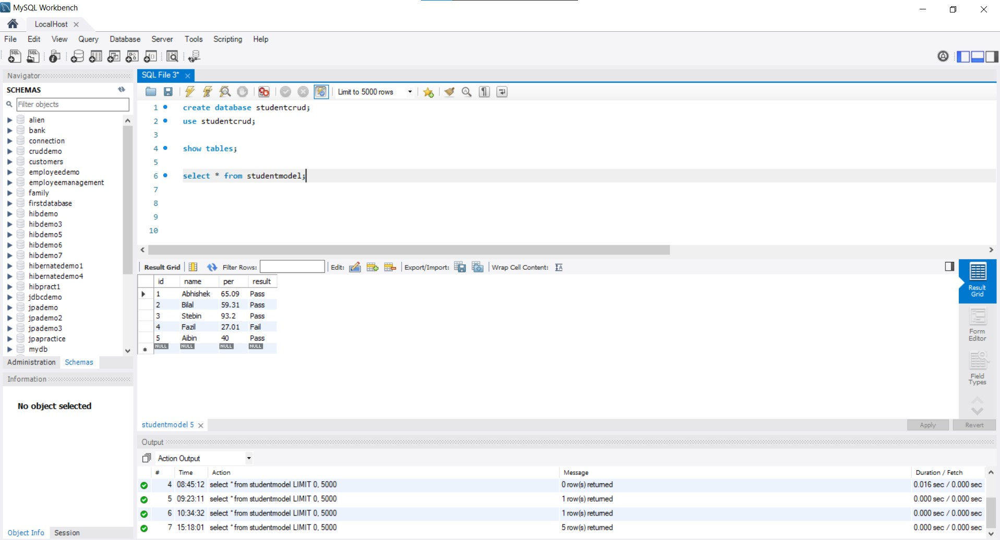 MySQL Workbench
LocalHost
File Edit View Query Database Server Tools Scripting Help
Navigator
SCHEMAS
Filter objects
alien
bank
connection
cruddemo
customers
employeedemo
employeemanagement
family
firstdatabase
hibdemo
hibdemo3
hibdemo5
hibdemo6
hibdemo7
hibernatedemo1
hibernatedemo4
hibpract1
jdbcdemo
jpademo
jpademo2
jpademo3
jpapractice
mydb
Administration Schemas
Information
No object selected
Object Info Session
SQL File 3*
Limit to 5000 rows
1 create database studentcrud;
2 use studentcrud;
3
4 show tables;
5
6 select * from studentmodel;
7
8
9
10
Result Grid Filter Rows: Edit: Export/Import: Wrap Cell Content:
id name per result
1 Abhishek 65.09 Pass
2 Bilal 59.31 Pass
3 Stebin 93.2 Pass
4 Fazil 27.01 Fail
5 Aibin 40 Pass
NULL NULL NULL NULL
Result
Grid
Form
Editor
Field
Types
studentmodel 5
Apply Revert
Output
Action Output
# Time Action Message Duration / Fetch
4 08:45:12 select * from studentmodel LIMIT 0, 5000 0 row(s) returned 0.016 sec / 0.000 sec
5 09:23:11 select * from studentmodel LIMIT 0, 5000 1 row(s) returned 0.000 sec / 0.000 sec
6 10:34:32 select * from studentmodel LIMIT 0, 5000 1 row(s) returned 0.000 sec / 0.000 sec
7 15:18:01 select * from studentmodel LIMIT 0, 5000 5 row(s) returned 0.000 sec / 0.000 sec